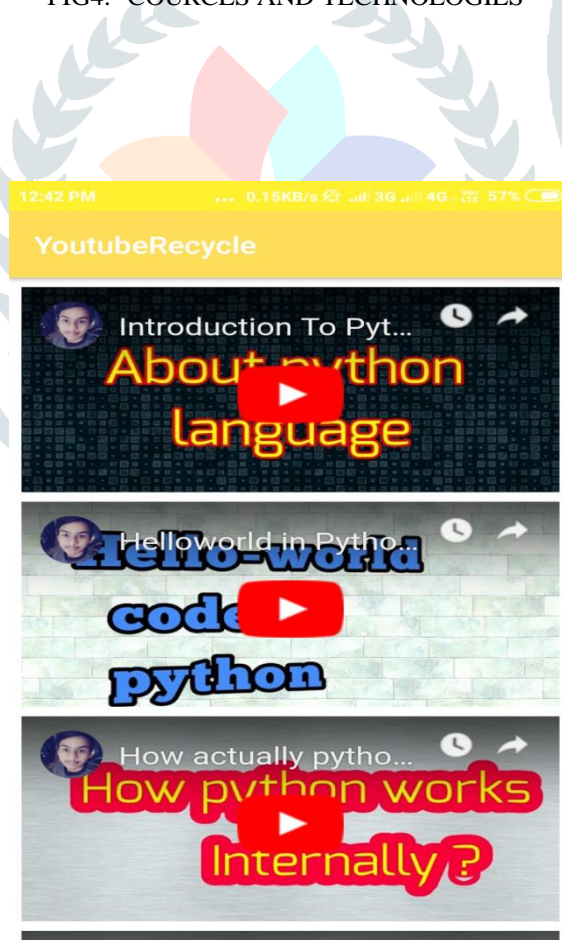 FIG4: COURCES AND TECHNOLOGIES
12:42 PM ... 0.15KB/s 3G 4G VoLTE 57%
YoutubeRecycle
Introduction To Pyt...
About python
language
Helloworld in Pytho...
Hello-world
code
python
How actually pytho...
How python works
Internally ?